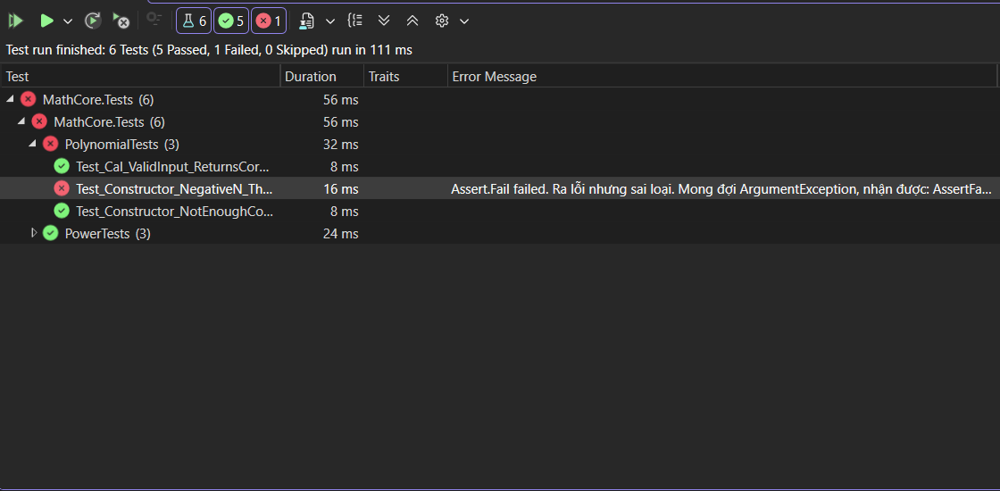 6 5 1
Test run finished: 6 Tests (5 Passed, 1 Failed, 0 Skipped) run in 111 ms
Test Duration Traits Error Message
MathCore.Tests (6) 56 ms
MathCore.Tests (6) 56 ms
PolynomialTests (3) 32 ms
Test_Cal_ValidInput_ReturnsCor... 8 ms
Test_Constructor_NegativeN_Th... 16 ms Assert.Fail failed. Ra lỗi nhưng sai loại. Mong đợi ArgumentException, nhận được: AssertFa...
Test_Constructor_NotEnoughCo... 8 ms
PowerTests (3) 24 ms